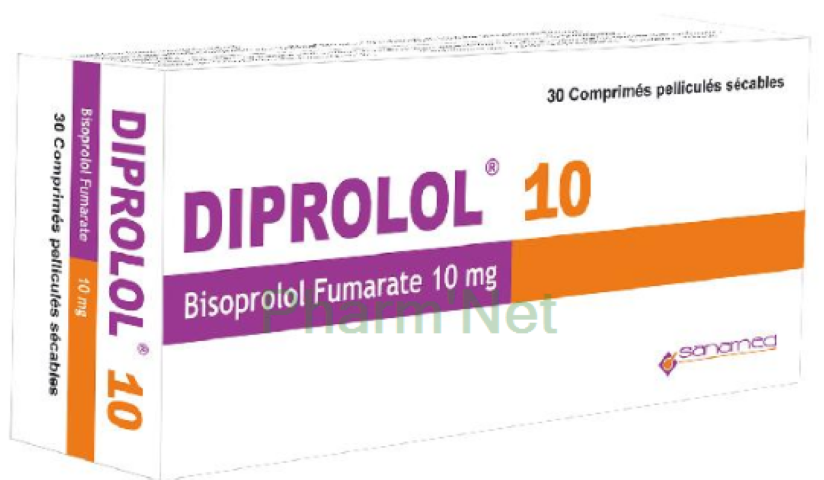 30 Comprimés pelliculés sécables
DIPROLOL® 10
Bisoprolol Fumarate 10 mg
Pharm'Net
sanamed
DIPROLOL® 10
Bisoprolol Fumarate 10 mg
30 Comprimés pelliculés sécables